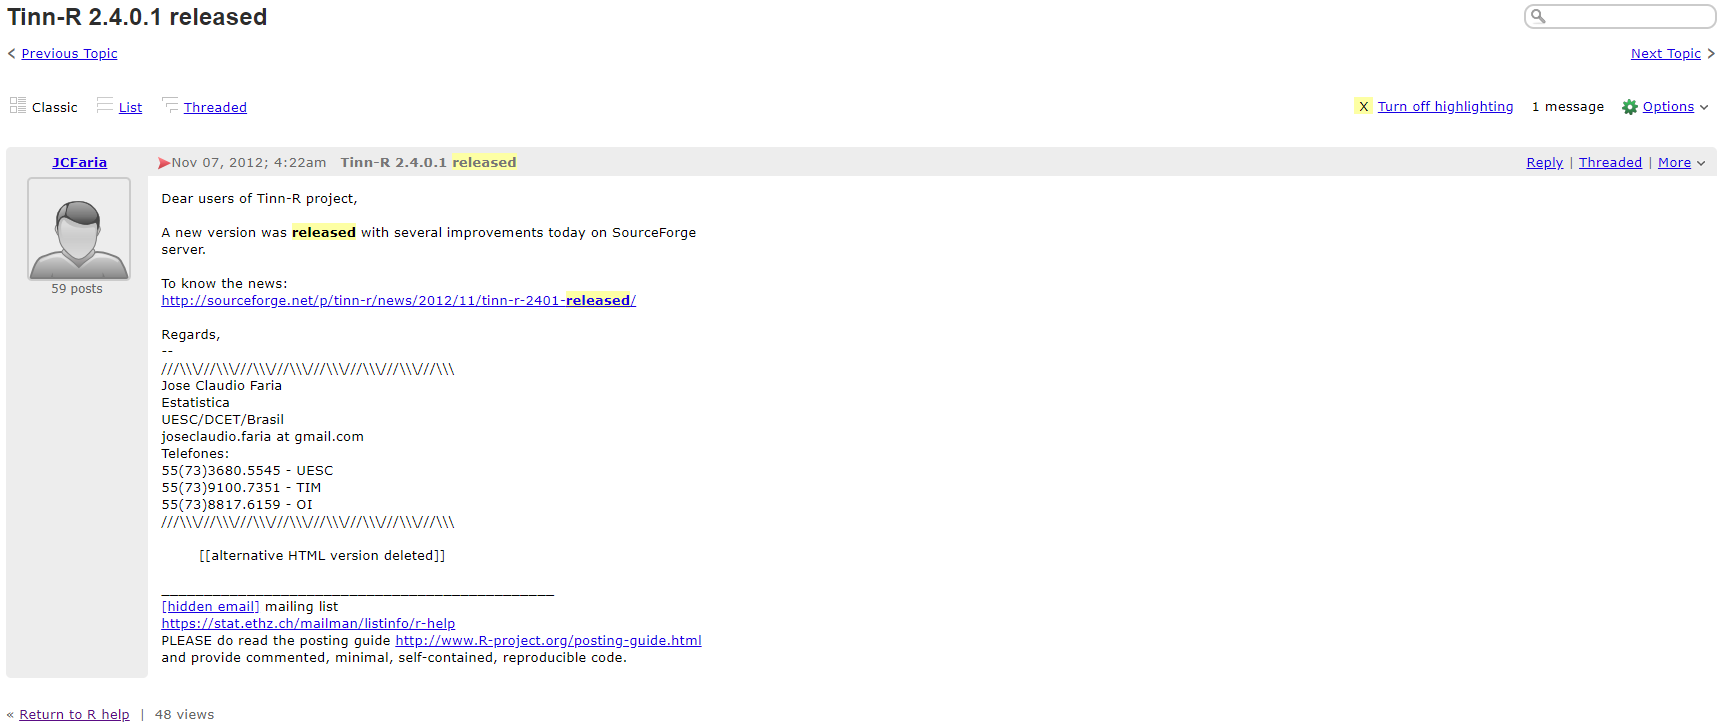 Tinn-R 2.4.0.1 released
< Previous Topic
Next Topic >
Classic List Threaded
X Turn off highlighting 1 message Options
JCFaria
59 posts
Nov 07, 2012; 4:22am Tinn-R 2.4.0.1 released
Reply | Threaded | More
Dear users of Tinn-R project,
A new version was released with several improvements today on SourceForge
server.
To know the news:
http://sourceforge.net/p/tinn-r/news/2012/11/tinn-r-2401-released/
Regards,
--
///\\\///\\\///\\\///\\\///\\\///\\\///\\\///\\\
Jose Claudio Faria
Estatistica
UESC/DCET/Brasil
joseclaudio.faria at gmail.com
Telefones:
55(73)3680.5545 - UESC
55(73)9100.7351 - TIM
55(73)8817.6159 - OI
///\\\///\\\///\\\///\\\///\\\///\\\///\\\///\\\
[[alternative HTML version deleted]]
______________________________________________
[hidden email] mailing list
https://stat.ethz.ch/mailman/listinfo/r-help
PLEASE do read the posting guide http://www.R-project.org/posting-guide.html
and provide commented, minimal, self-contained, reproducible code.
« Return to R help | 48 views